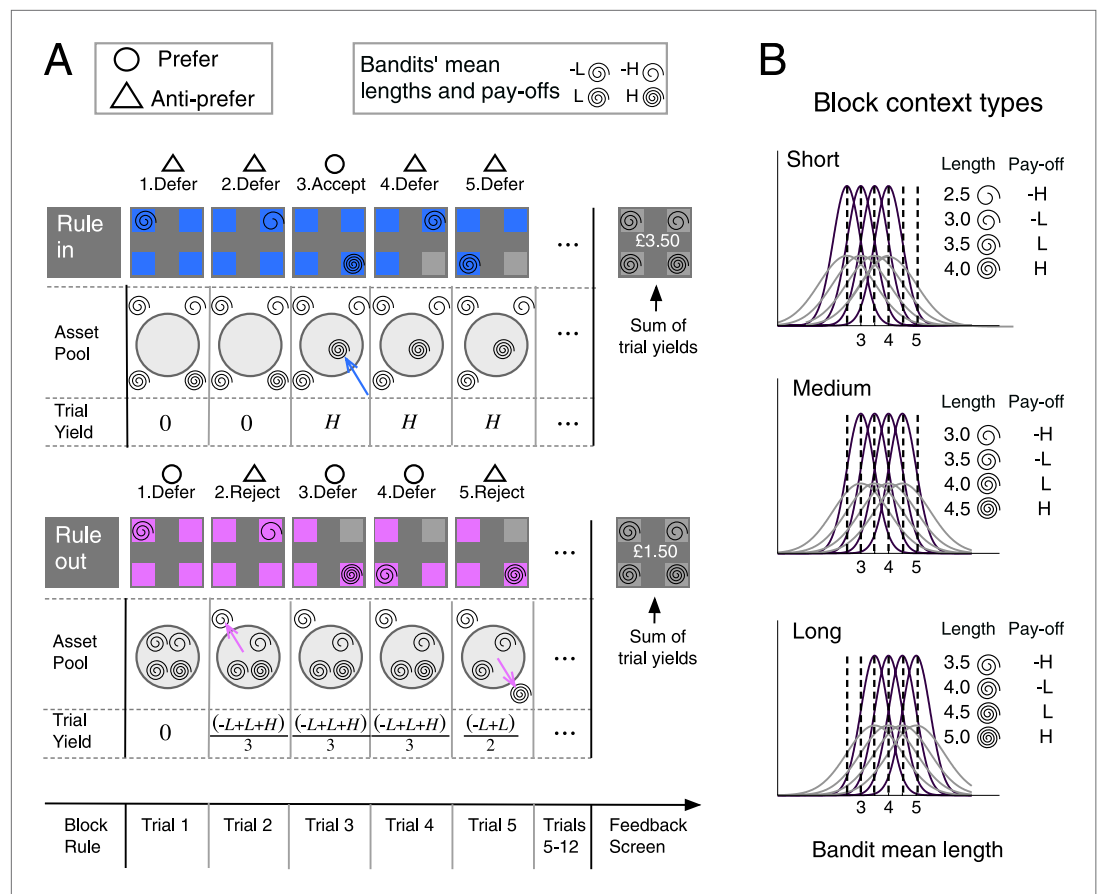 A
Prefer
Anti-prefer
Bandits' mean
lengths and pay-offs
-L -H
L H
1.Defer 2.Defer 3.Accept 4.Defer 5.Defer
Rule
in
...
£3.50
Asset
Pool
...
Sum of
trial yields
Trial
Yield
0 0 H H H ...
1.Defer 2.Reject 3.Defer 4.Defer 5.Reject
Rule
out
...
£1.50
Asset
Pool
...
Sum of
trial yields
Trial
Yield
0 (-L+L+H)/3 (-L+L+H)/3 (-L+L+H)/3 (-L+L)/2 ...
Block
Rule
Trial 1 Trial 2 Trial 3 Trial 4 Trial 5
Trials
5-12
Feedback
Screen
B
Block context types
Short
Length Pay-off
2.5 -H
3.0 -L
3.5 L
4.0 H
3 4 5
Medium
Length Pay-off
3.0 -H
3.5 -L
4.0 L
4.5 H
3 4 5
Long
Length Pay-off
3.5 -H
4.0 -L
4.5 L
5.0 H
3 4 5
Bandit mean length